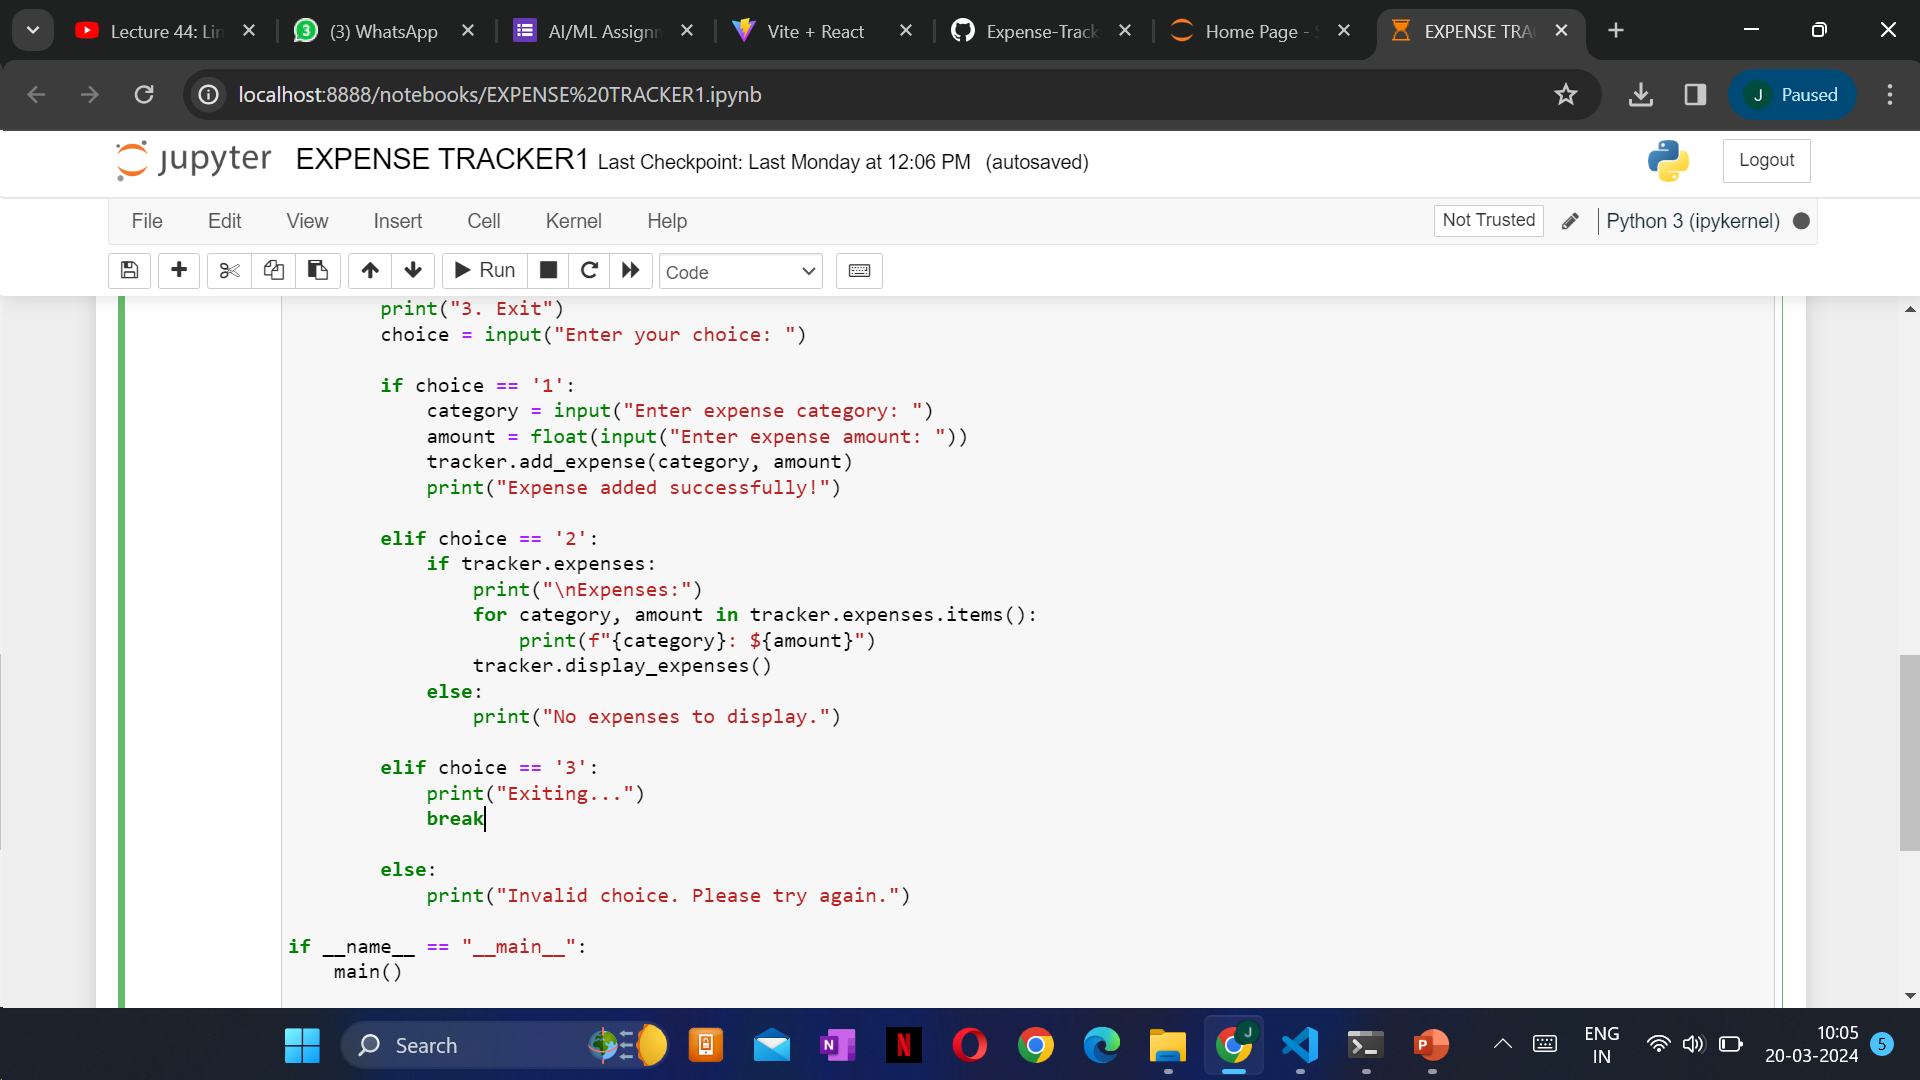 Lecture 44: Lin
(3) WhatsApp
AI/ML Assignm
Vite + React
Expense-Track
Home Page - S
EXPENSE TRA
localhost:8888/notebooks/EXPENSE%20TRACKER1.ipynb
J Paused
jupyter EXPENSE TRACKER1 Last Checkpoint: Last Monday at 12:06 PM (autosaved)
Logout
File Edit View Insert Cell Kernel Help
Not Trusted
Python 3 (ipykernel)
Run
Code
print("3. Exit")
choice = input("Enter your choice: ")
if choice == '1':
category = input("Enter expense category: ")
amount = float(input("Enter expense amount: "))
tracker.add_expense(category, amount)
print("Expense added successfully!")
elif choice == '2':
if tracker.expenses:
print("\nExpenses:")
for category, amount in tracker.expenses.items():
print(f"{category}: ${amount}")
tracker.display_expenses()
else:
print("No expenses to display.")
elif choice == '3':
print("Exiting...")
break
else:
print("Invalid choice. Please try again.")
if __name__ == "__main__":
main()
Search
ENG
IN
10:05
20-03-2024
5